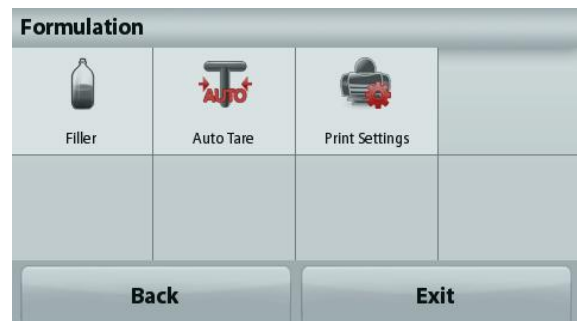 Formulation
AUTO
Filler
Auto Tare
Print Settings
Back
Exit